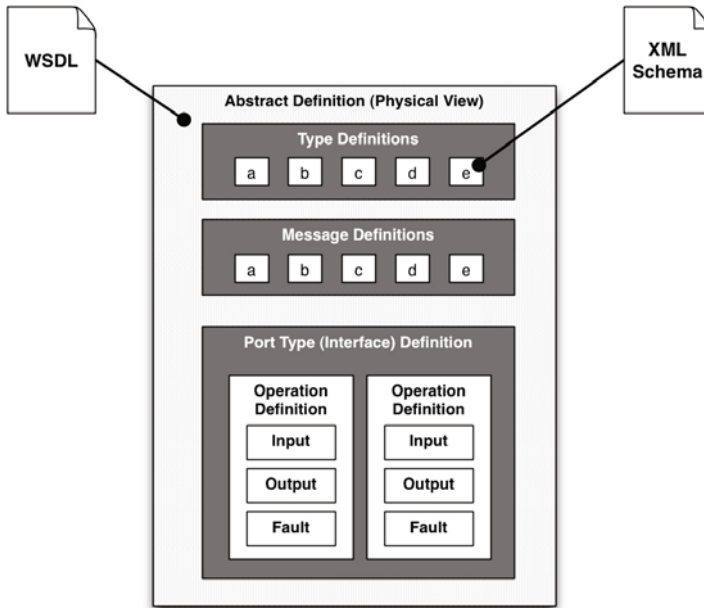 WSDL
XML
Schema
Abstract Definition (Physical View)
Type Definitions
a b c d e
Message Definitions
a b c d e
Port Type (Interface) Definition
Operation
Definition
Input
Output
Fault
Operation
Definition
Input
Output
Fault